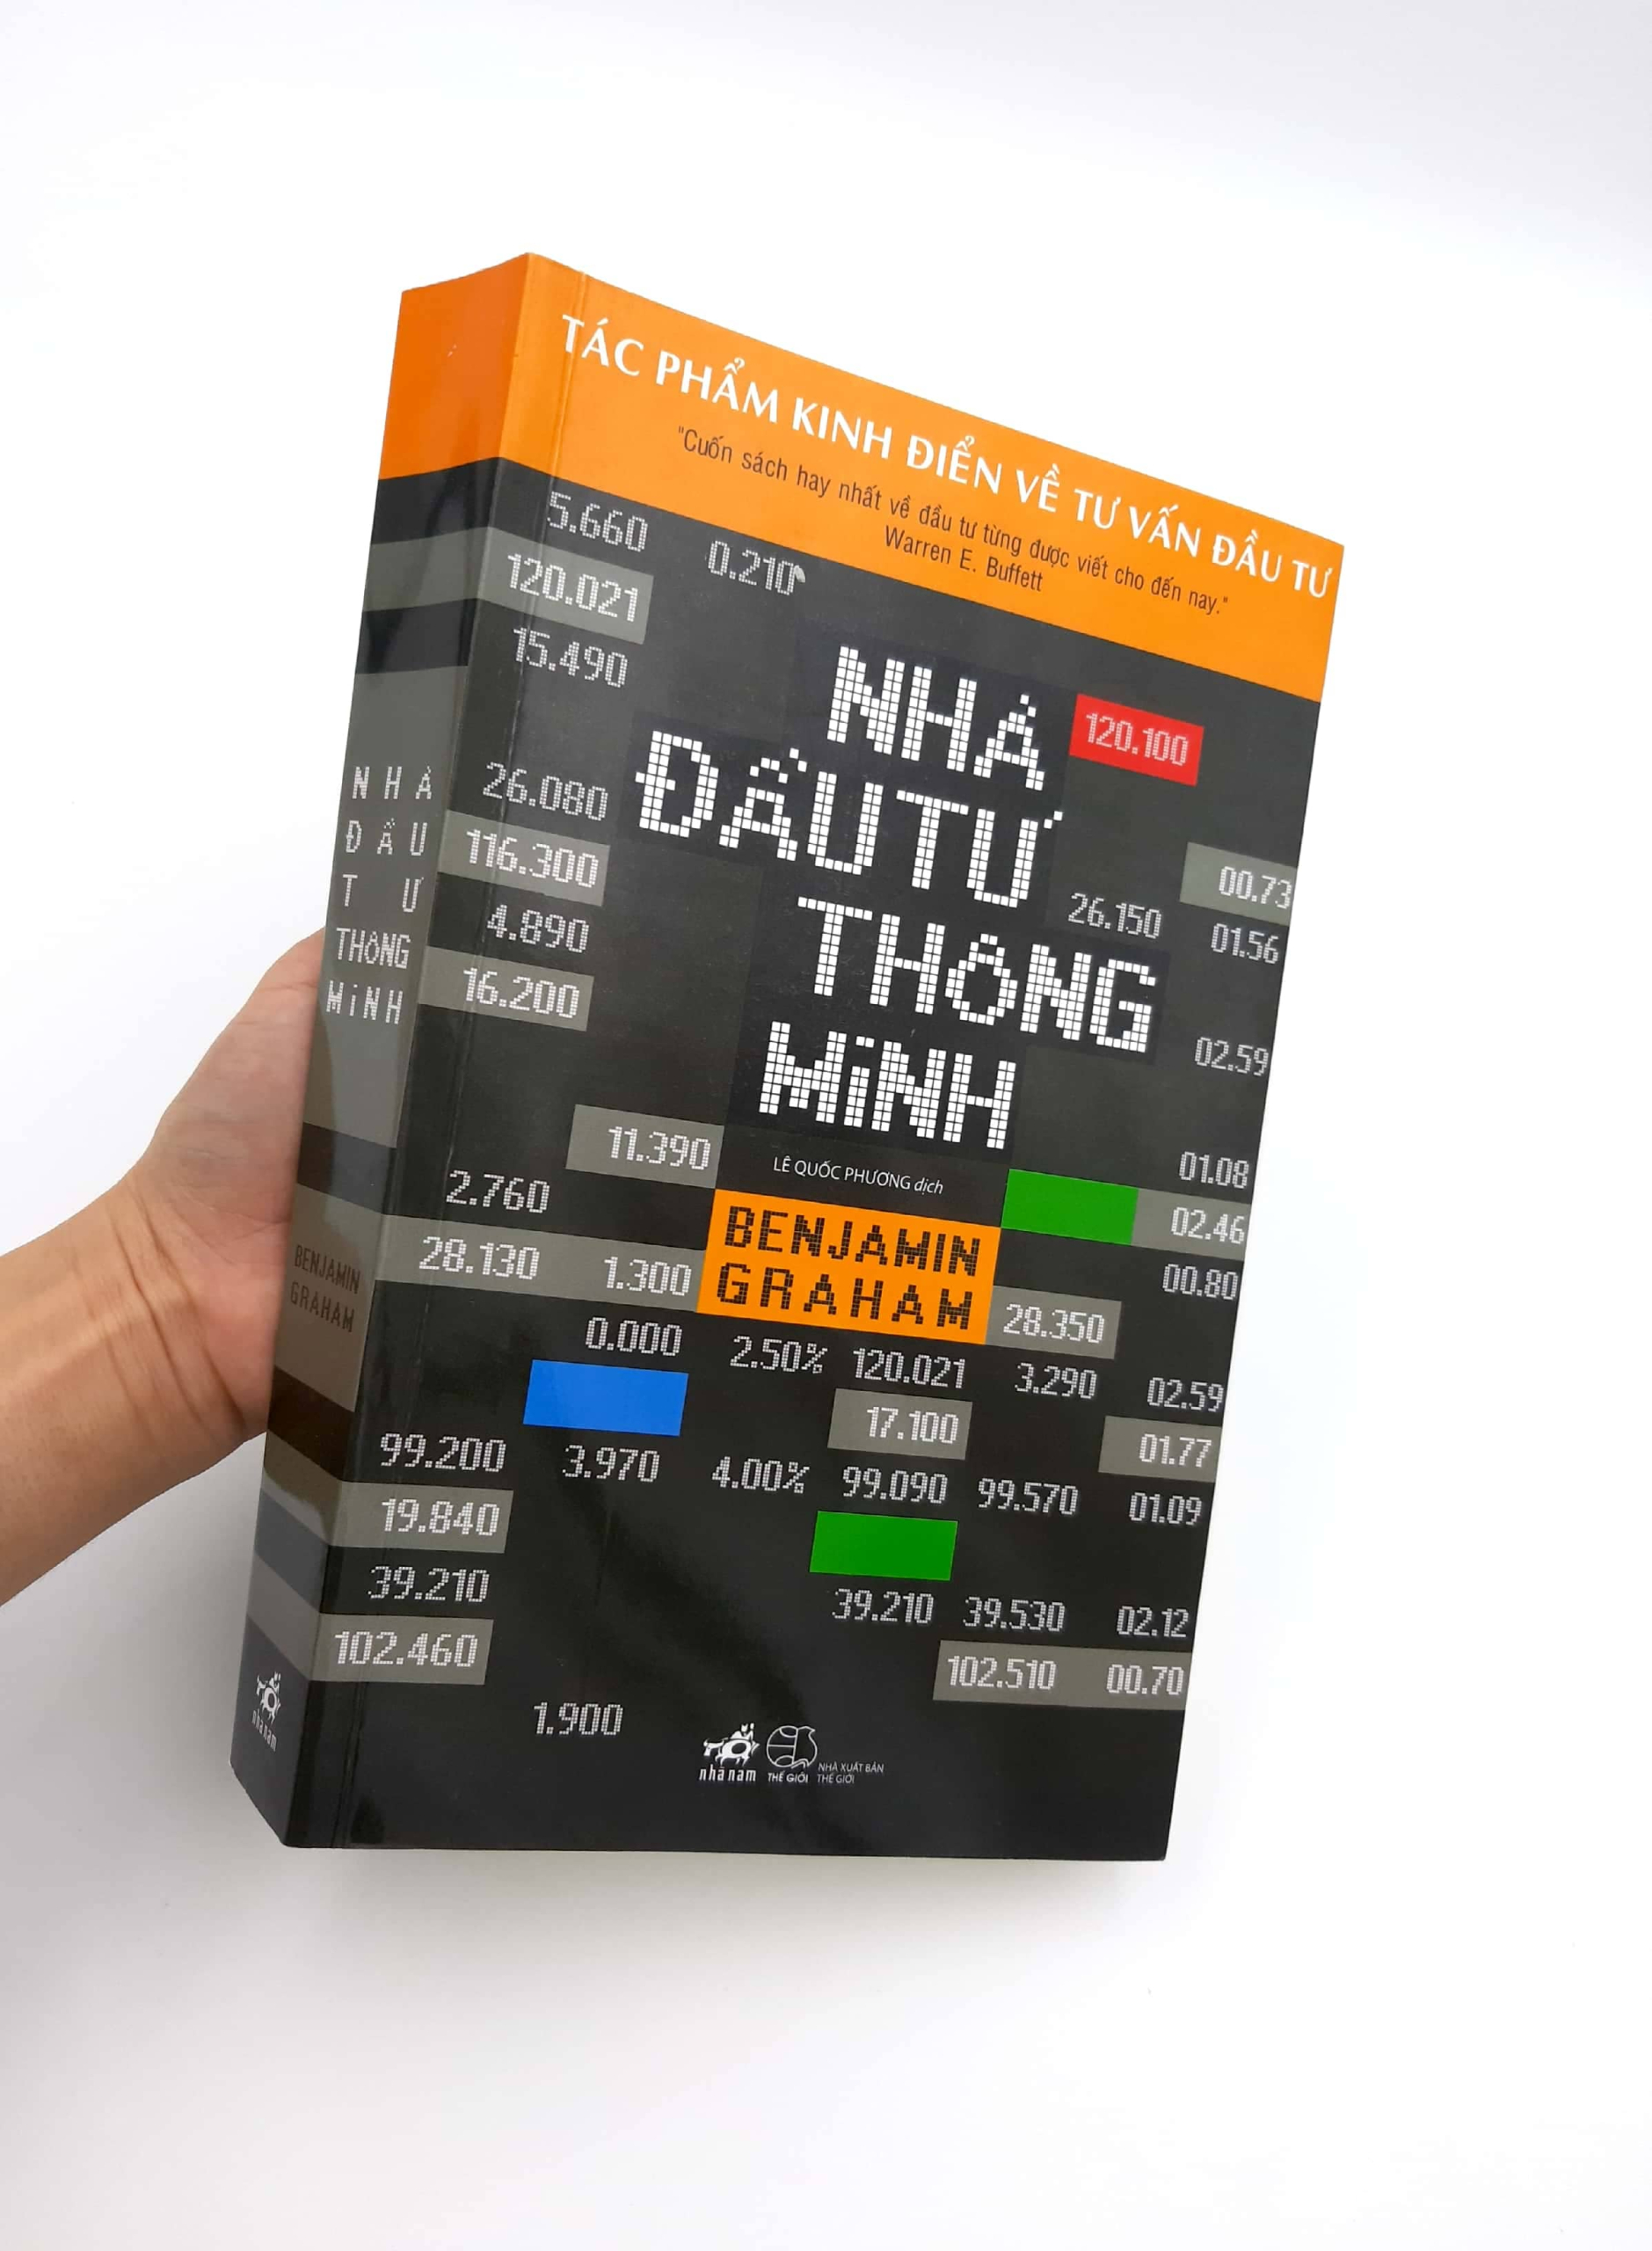 TÁC PHẨM KINH ĐIỂN VỀ TƯ VẤN ĐẦU TƯ
"Cuốn sách hay nhất về đầu tư từng được viết cho đến nay."
Warren E. Buffett
5.660
0.210
120.021
15.490
NHÀ
120.100
26.080
ĐẦU TƯ
116.300
00.73
4.890
26.150
01.56
16.200
THÔNG
02.59
MiNH
11.390
LÊ QUỐC PHƯƠNG dịch
01.08
2.760
02.46
28.130
1.300
BENJAMIN
GRAHAM
00.80
28.350
0.000
2.50%
120.021
3.290
02.59
17.100
01.77
99.200
3.970
4.00%
99.090
99.570
01.09
19.840
39.210
39.210
39.530
02.12
102.460
102.510
00.70
1.900
nhã nam
THẾ GIỚI
NHÀ XUẤT BẢN
THẾ GIỚI
NHÀ
ĐẦU
TƯ
THÔNG
MiNH
BENJAMIN
GRAHAM
nhã nam